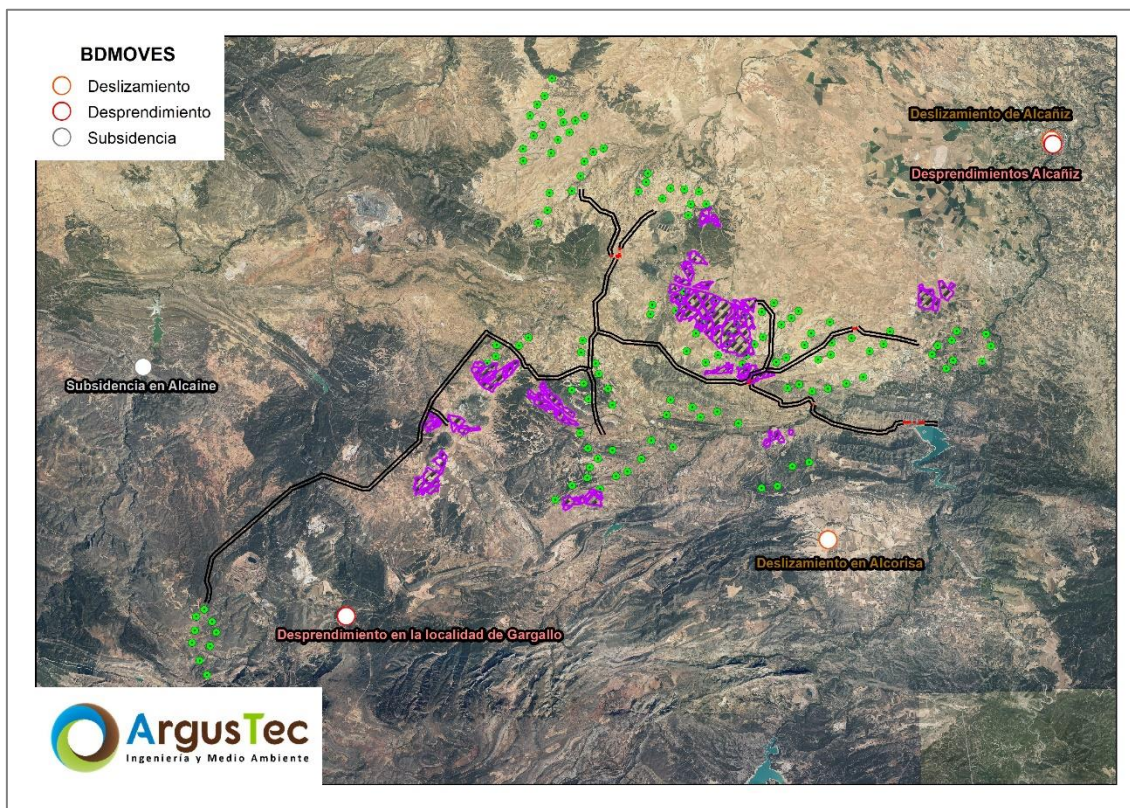 BDMOVES
Deslizamiento
Desprendimiento
Subsidencia
Deslizamiento de Alcañiz
Desprendimientos Alcañiz
Subsidencia en Alcaine
Deslizamiento en Alcorisa
Desprendimiento en la localidad de Gargallo
ArgusTec
Ingeniería y Medio Ambiente